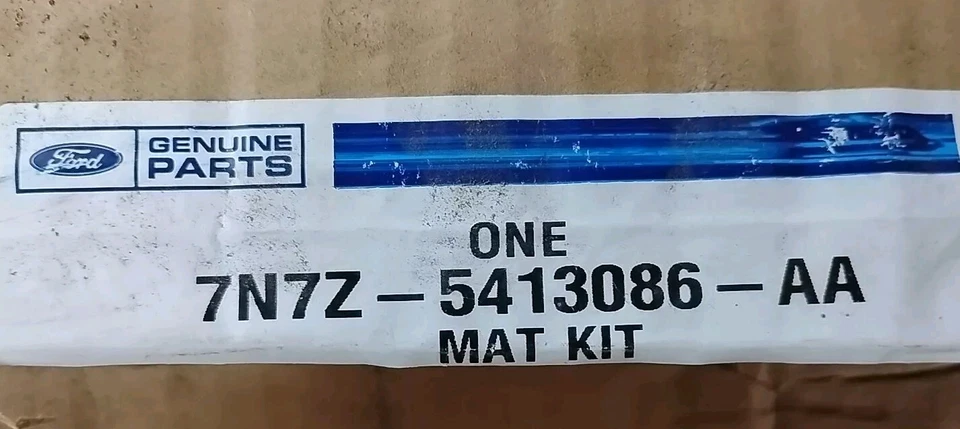 Ford
GENUINE
PARTS
ONE
7N7Z-5413086-AA
MAT KIT